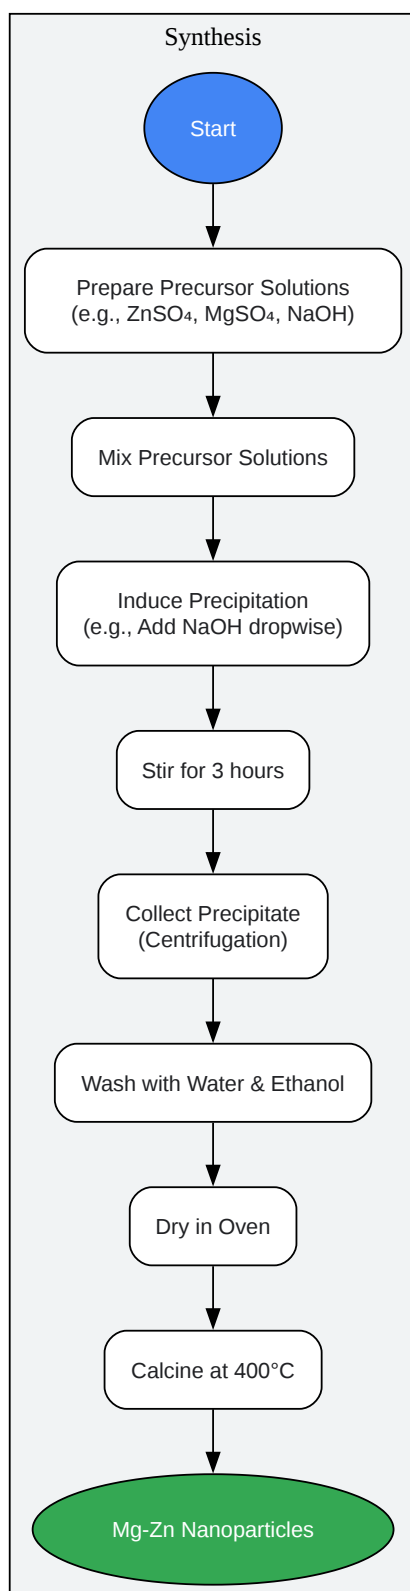 Synthesis
Start
Prepare Precursor Solutions
(e.g., ZnSO₄, MgSO₄, NaOH)
Mix Precursor Solutions
Induce Precipitation
(e.g., Add NaOH dropwise)
Stir for 3 hours
Collect Precipitate
(Centrifugation)
Wash with Water & Ethanol
Dry in Oven
Calcine at 400°C
Mg-Zn Nanoparticles